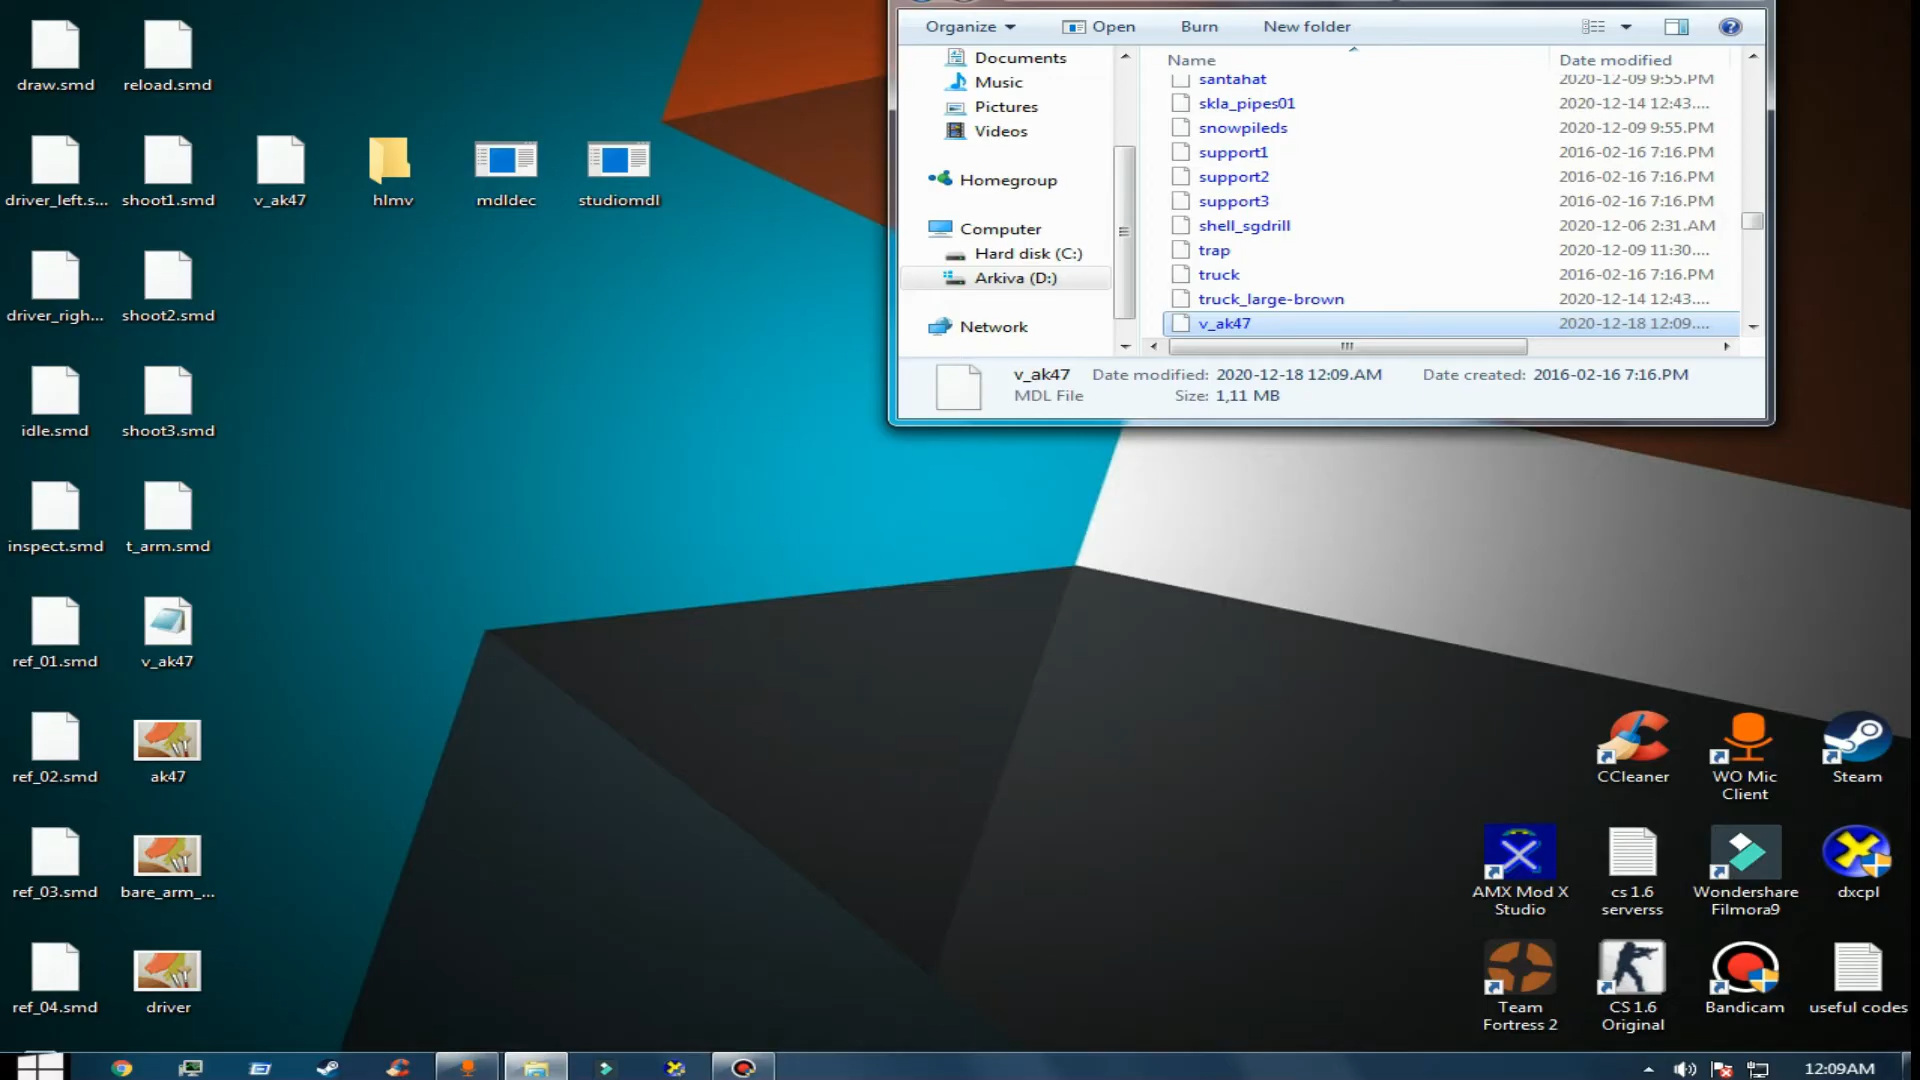 draw.smd
reload.smd
driver_left.s...
shoot1.smd
v_ak47
hlmv
mdldec
studiomdl
driver_righ...
shoot2.smd
idle.smd
shoot3.smd
inspect.smd
t_arm.smd
ref_01.smd
v_ak47
ref_02.smd
ak47
ref_03.smd
bare_arm_...
ref_04.smd
driver
Organize
Open
Burn
New folder
Documents
Music
Pictures
Videos
Homegroup
Computer
Hard disk (C:)
Arkiva (D:)
Network
Name
Date modified
santahat
2020-12-09 9:55.PM
skla_pipes01
2020-12-14 12:43....
snowpileds
2020-12-09 9:55.PM
support1
2016-02-16 7:16.PM
support2
2016-02-16 7:16.PM
support3
2016-02-16 7:16.PM
shell_sgdrill
2020-12-06 2:31.AM
trap
2020-12-09 11:30....
truck
2016-02-16 7:16.PM
truck_large-brown
2020-12-14 12:43....
v_ak47
2020-12-18 12:09....
v_ak47 Date modified: 2020-12-18 12:09.AM Date created: 2016-02-16 7:16.PM
MDL File Size: 1,11 MB
CCleaner
WO Mic
Client
Steam
AMX Mod X
Studio
cs 1.6
serverss
Wondershare
Filmora9
dxcpl
Team
Fortress 2
CS 1.6
Original
Bandicam
useful codes
12:09AM